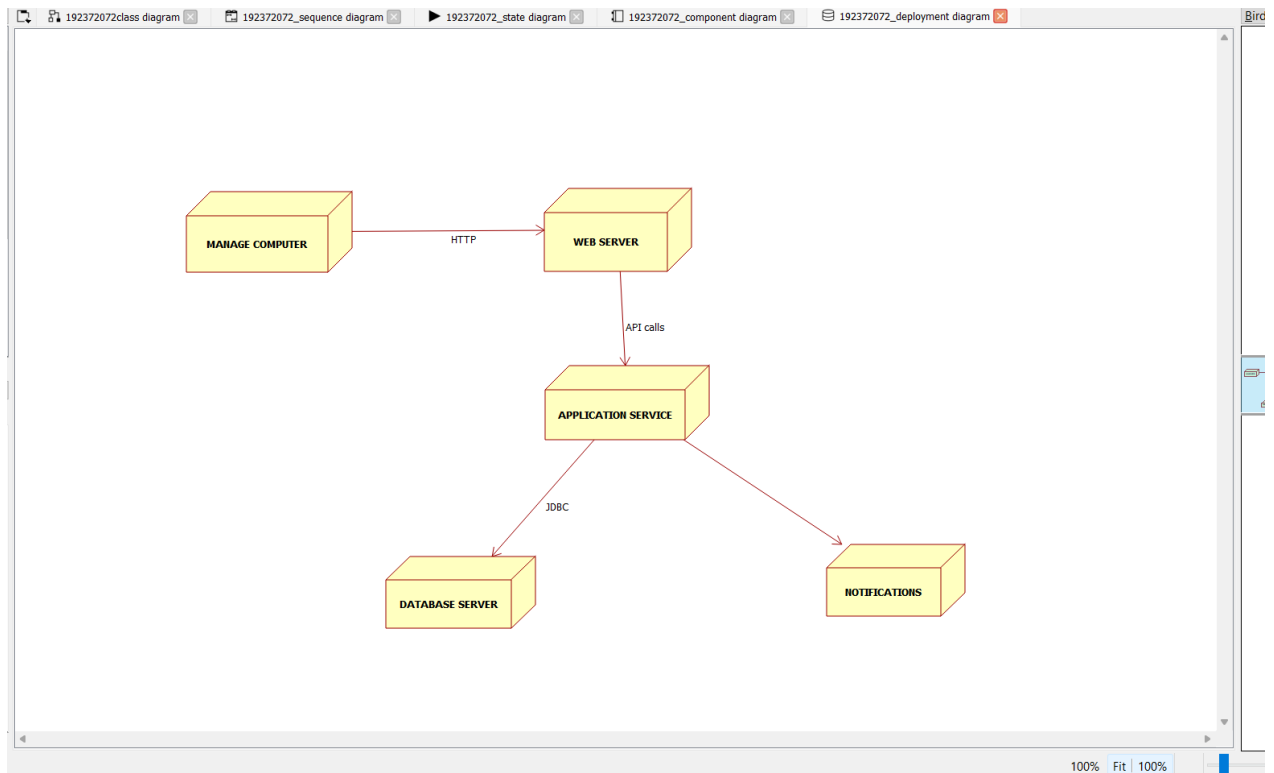 192372072class diagram
192372072_sequence diagram
192372072_state diagram
192372072_component diagram
192372072_deployment diagram
Bird
MANAGE COMPUTER
HTTP
WEB SERVER
API calls
APPLICATION SERVICE
JDBC
DATABASE SERVER
NOTIFICATIONS
100% Fit 100%